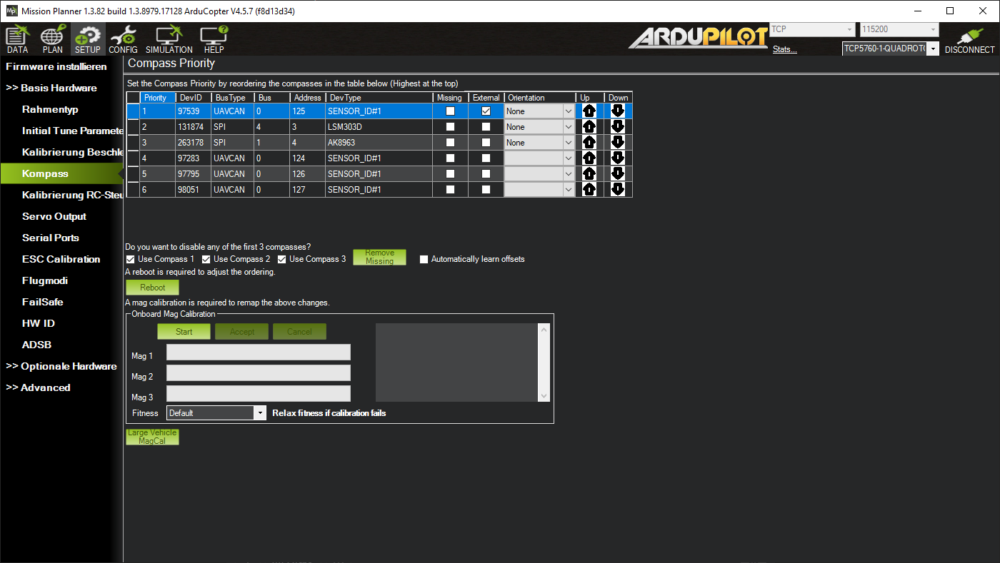 Mission Planner 1.3.82 build 1.3.8979.17128 ArduCopter V4.5.7 (f8d13d34)
DATA PLAN SETUP CONFIG SIMULATION HELP
ARDUPILOT
TCP 115200
Stats... TCP5760-1-QUADROT DISCONNECT
Firmware installieren
>> Basis Hardware
Rahmentyp
Initial Tune Paramete
Kalibrierung Beschle
Kompass
Kalibrierung RC-Steu
Servo Output
Serial Ports
ESC Calibration
Flugmodi
FailSafe
HW ID
ADSB
>> Optionale Hardware
>> Advanced
Compass Priority
Set the Compass Priority by reordering the compasses in the table below (Highest at the top)
Priority DevID BusType Bus Address DevType Missing External Orientation Up Down
1 97539 UAVCAN 0 125 SENSOR_ID#1 None
2 131874 SPI 4 3 LSM303D None
3 263178 SPI 1 4 AK8963 None
4 97283 UAVCAN 0 124 SENSOR_ID#1
5 97795 UAVCAN 0 126 SENSOR_ID#1
6 98051 UAVCAN 0 127 SENSOR_ID#1
Do you want to disable any of the first 3 compasses?
Use Compass 1 Use Compass 2 Use Compass 3 Remove Missing Automatically learn offsets
A reboot is required to adjust the ordering.
Reboot
A mag calibration is required to remap the above changes.
Onboard Mag Calibration
Start Accept Cancel
Mag 1
Mag 2
Mag 3
Fitness Default Relax fitness if calibration fails
Large Vehicle
MagCal